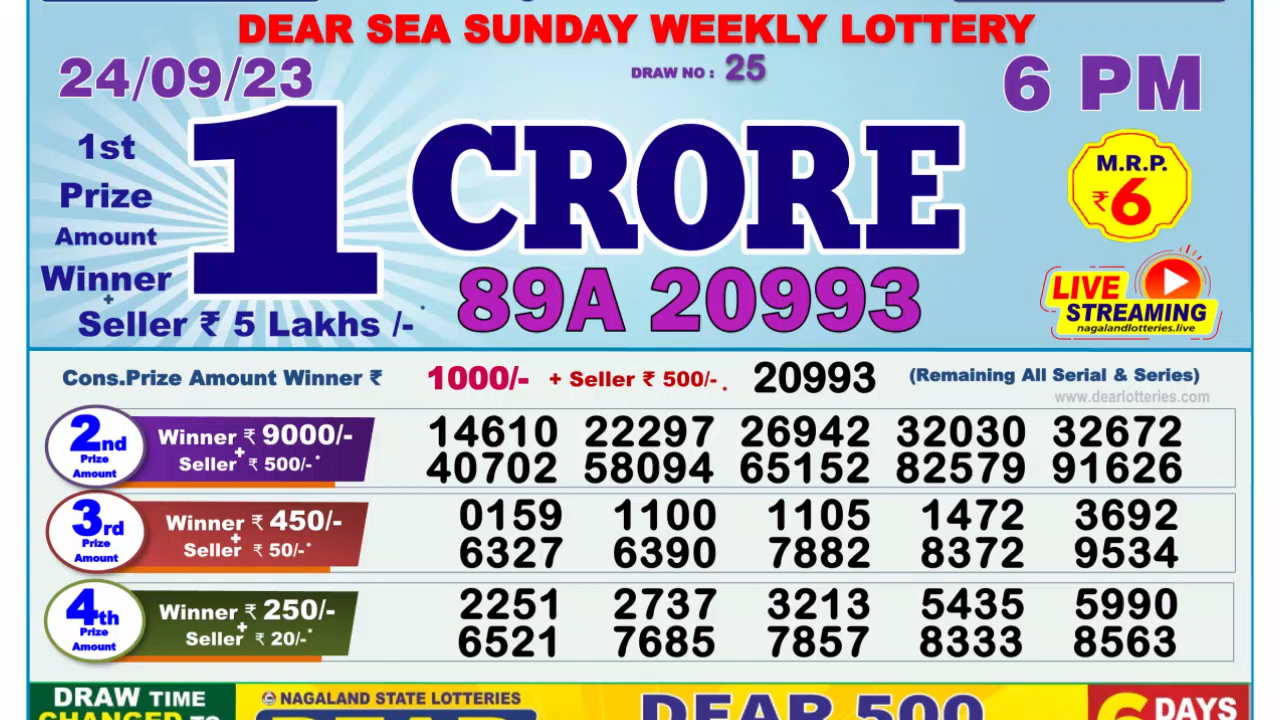 DEAR SEA SUNDAY WEEKLY LOTTERY
24/09/23
DRAW NO : 25
6 PM
1st
Prize
Amount
Winner
+
Seller ₹ 5 Lakhs /-*
1 CRORE
89A 20993
M.R.P.
₹6
LIVE
STREAMING
nagalandlotteries.live
Cons.Prize Amount Winner ₹ 1000/- + Seller ₹ 500/-. 20993 (Remaining All Serial & Series)
www.dearlotteries.com
2nd
Prize
Amount
Winner ₹ 9000/-
+
Seller ₹ 500/-*
14610 22297 26942 32030 32672
40702 58094 65152 82579 91626
3rd
Prize
Amount
Winner ₹ 450/-
+
Seller ₹ 50/-*
0159 1100 1105 1472 3692
6327 6390 7882 8372 9534
4th
Prize
Amount
Winner ₹ 250/-
+
Seller ₹ 20/-*
2251 2737 3213 5435 5990
6521 7685 7857 8333 8563
DRAW TIME
CHANGED TO
NAGALAND STATE LOTTERIES
DEAR
DEAR 500
6 DAYS